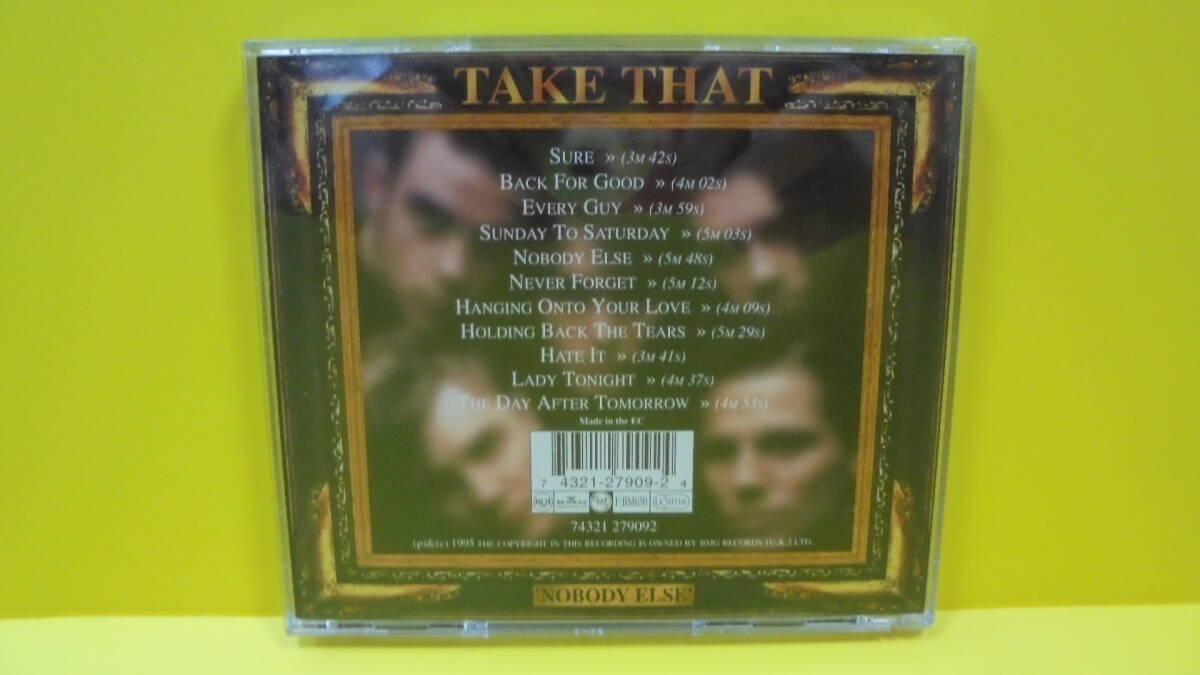 TAKE THAT
SURE » (3M 42S)
BACK FOR GOOD » (4M 02S)
EVERY GUY » (3M 59S)
SUNDAY TO SATURDAY » (5M 03S)
NOBODY ELSE » (5M 48S)
NEVER FORGET » (5M 12S)
HANGING ONTO YOUR LOVE » (4M 09S)
HOLDING BACK THE TEARS » (5M 29S)
HATE IT » (3M 41S)
LADY TONIGHT » (4M 37S)
THE DAY AFTER TOMORROW » (4M 53S)
Made in the EC
7 4321-27909-2 4
74321 279092
(p)&(c) 1995 THE COPYRIGHT IN THIS RECORDING IS OWNED BY BMG RECORDS (U.K.) LTD.
'NOBODY ELSE'